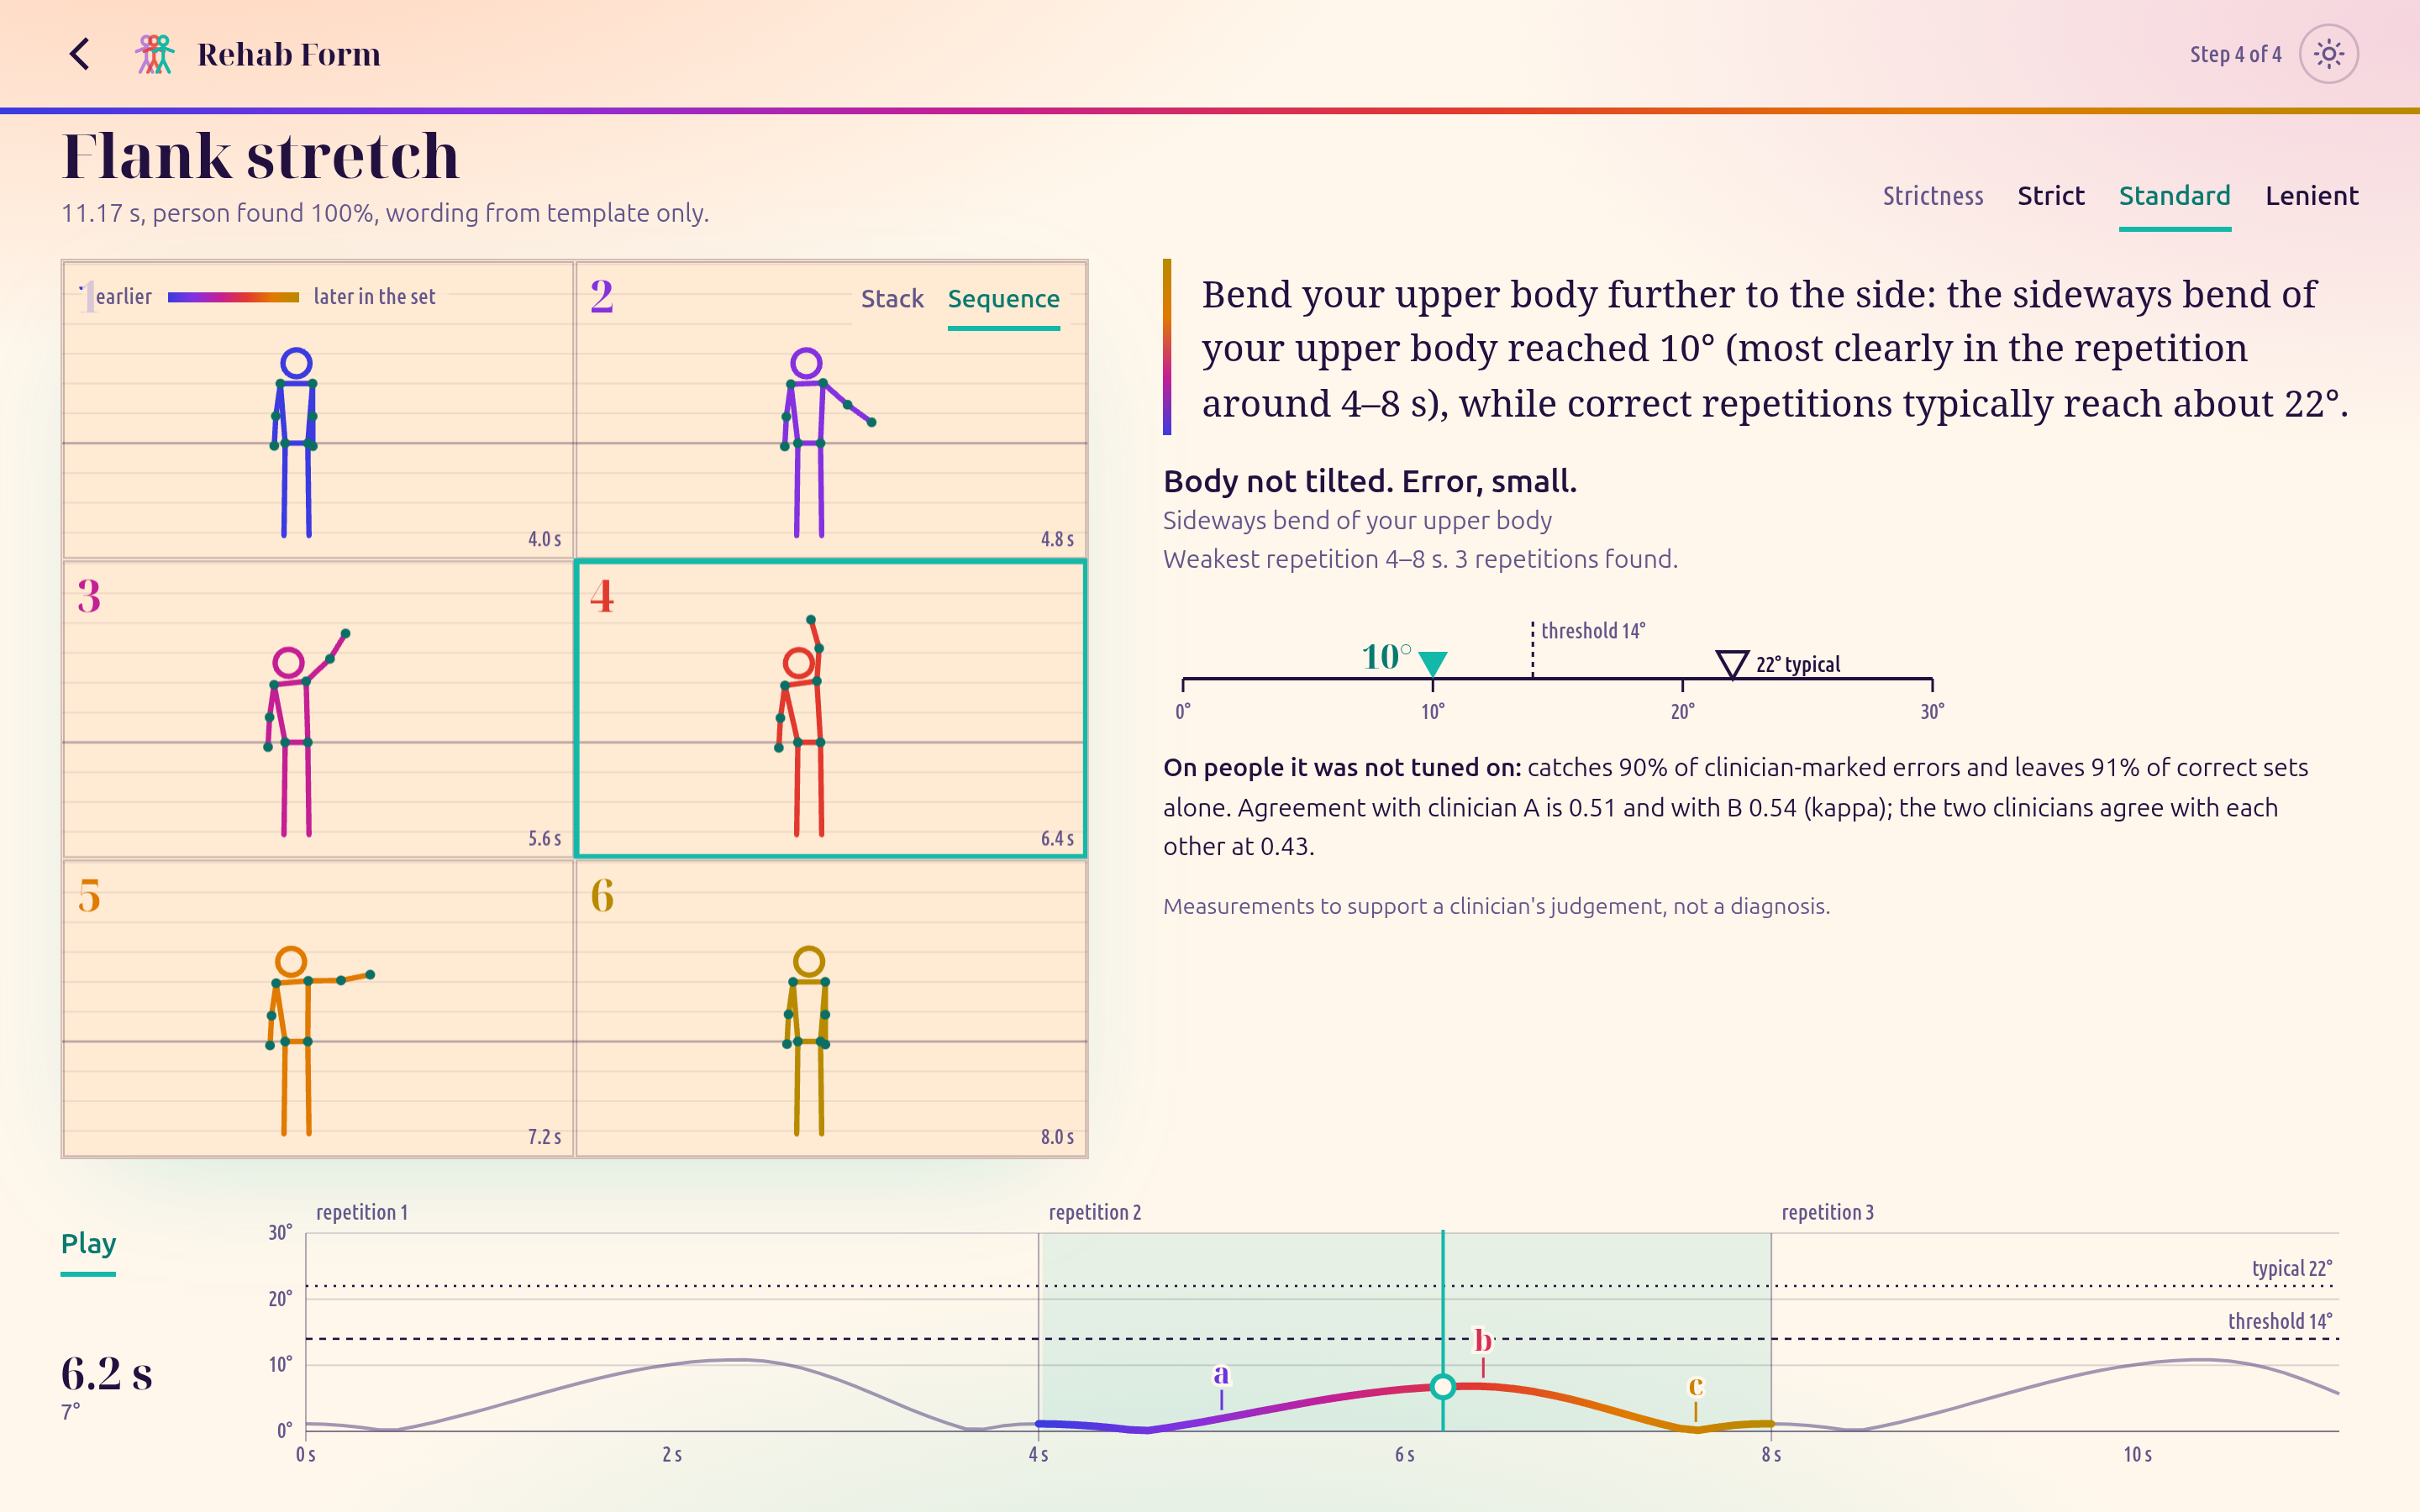 Rehab Form
Step 4 of 4
Flank stretch
11.17 s, person found 100%, wording from template only.
Strictness Strict Standard Lenient
1 earlier later in the set
2 Stack Sequence
4.0 s
4.8 s
3
4
5.6 s
6.4 s
5
6
7.2 s
8.0 s
Bend your upper body further to the side: the sideways bend of
your upper body reached 10° (most clearly in the repetition
around 4–8 s), while correct repetitions typically reach about 22°.
Body not tilted. Error, small.
Sideways bend of your upper body
Weakest repetition 4–8 s. 3 repetitions found.
threshold 14°
10°
22° typical
0° 10° 20° 30°
On people it was not tuned on: catches 90% of clinician-marked errors and leaves 91% of correct sets
alone. Agreement with clinician A is 0.51 and with B 0.54 (kappa); the two clinicians agree with each
other at 0.43.
Measurements to support a clinician's judgement, not a diagnosis.
Play
6.2 s
7°
repetition 1 repetition 2 repetition 3
30°
typical 22°
20°
threshold 14°
b
10°
a
c
0°
0 s 2 s 4 s 6 s 8 s 10 s